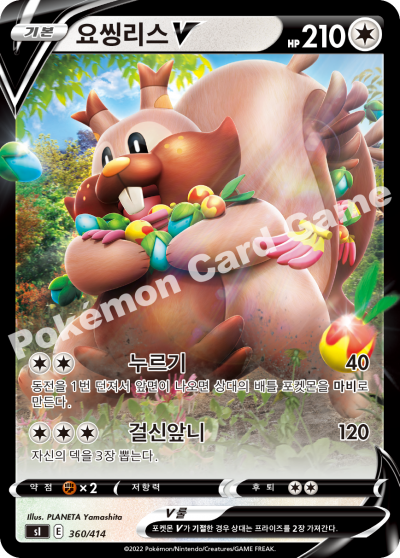 기본 요씽리스 V HP 210
Pokémon Card Game
누르기 40
동전을 1번 던져서 앞면이 나오면 상대의 배틀 포켓몬을 마비로
만든다.
걸신앞니 120
자신의 덱을 3장 뽑는다.
약점 ×2 저항력 후퇴
Illus. PLANETA Yamashita V룰
sI E 360/414 포켓몬 V가 기절한 경우 상대는 프라이즈를 2장 가져간다.
©2022 Pokémon/Nintendo/Creatures/GAME FREAK.